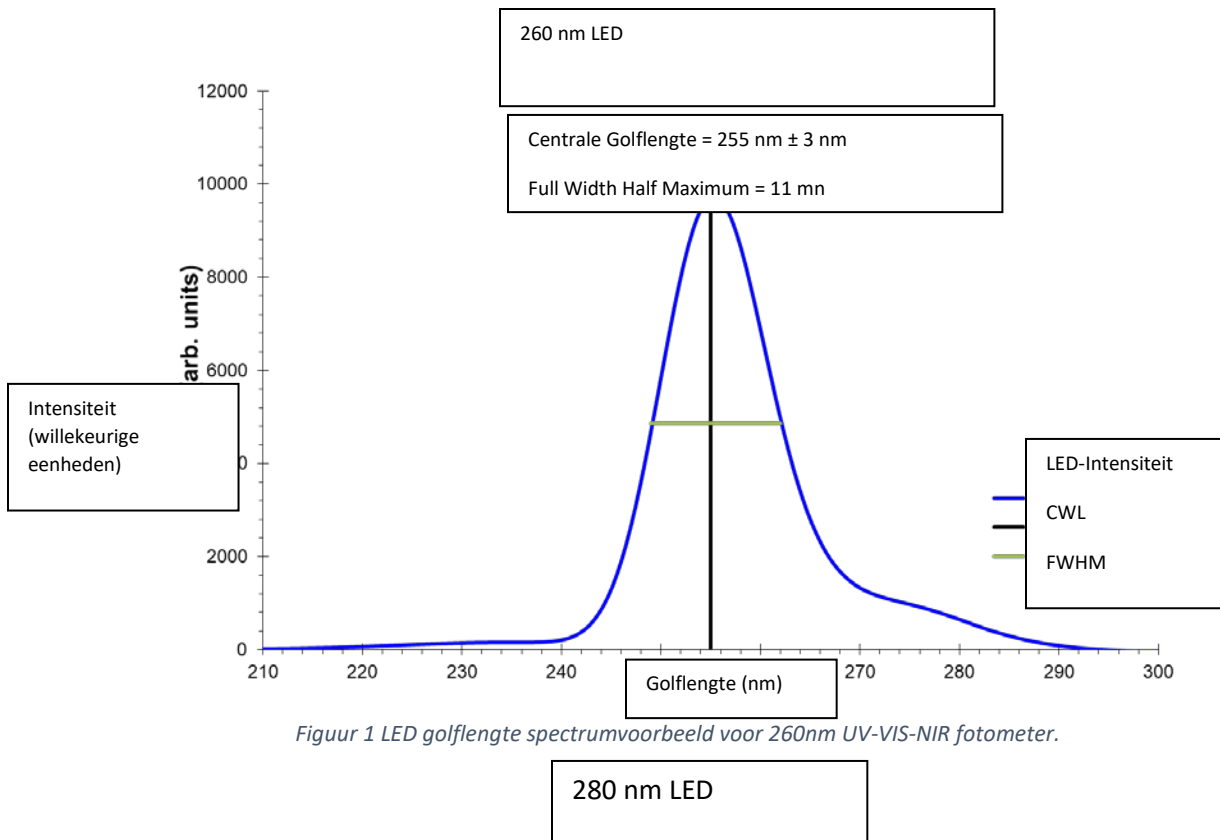 260 nm LED
Centrale Golflengte = 255 nm ± 3 nm
Full Width Half Maximum = 11 mn
12000
10000
8000
6000
0
2000
0
arb. units)
Intensiteit
(willekeurige
eenheden)
LED-Intensiteit
CWL
FWHM
210 220 230 240 270 280 290 300
Golflengte (nm)
Figuur 1 LED golflengte spectrumvoorbeeld voor 260nm UV-VIS-NIR fotometer.
280 nm LED